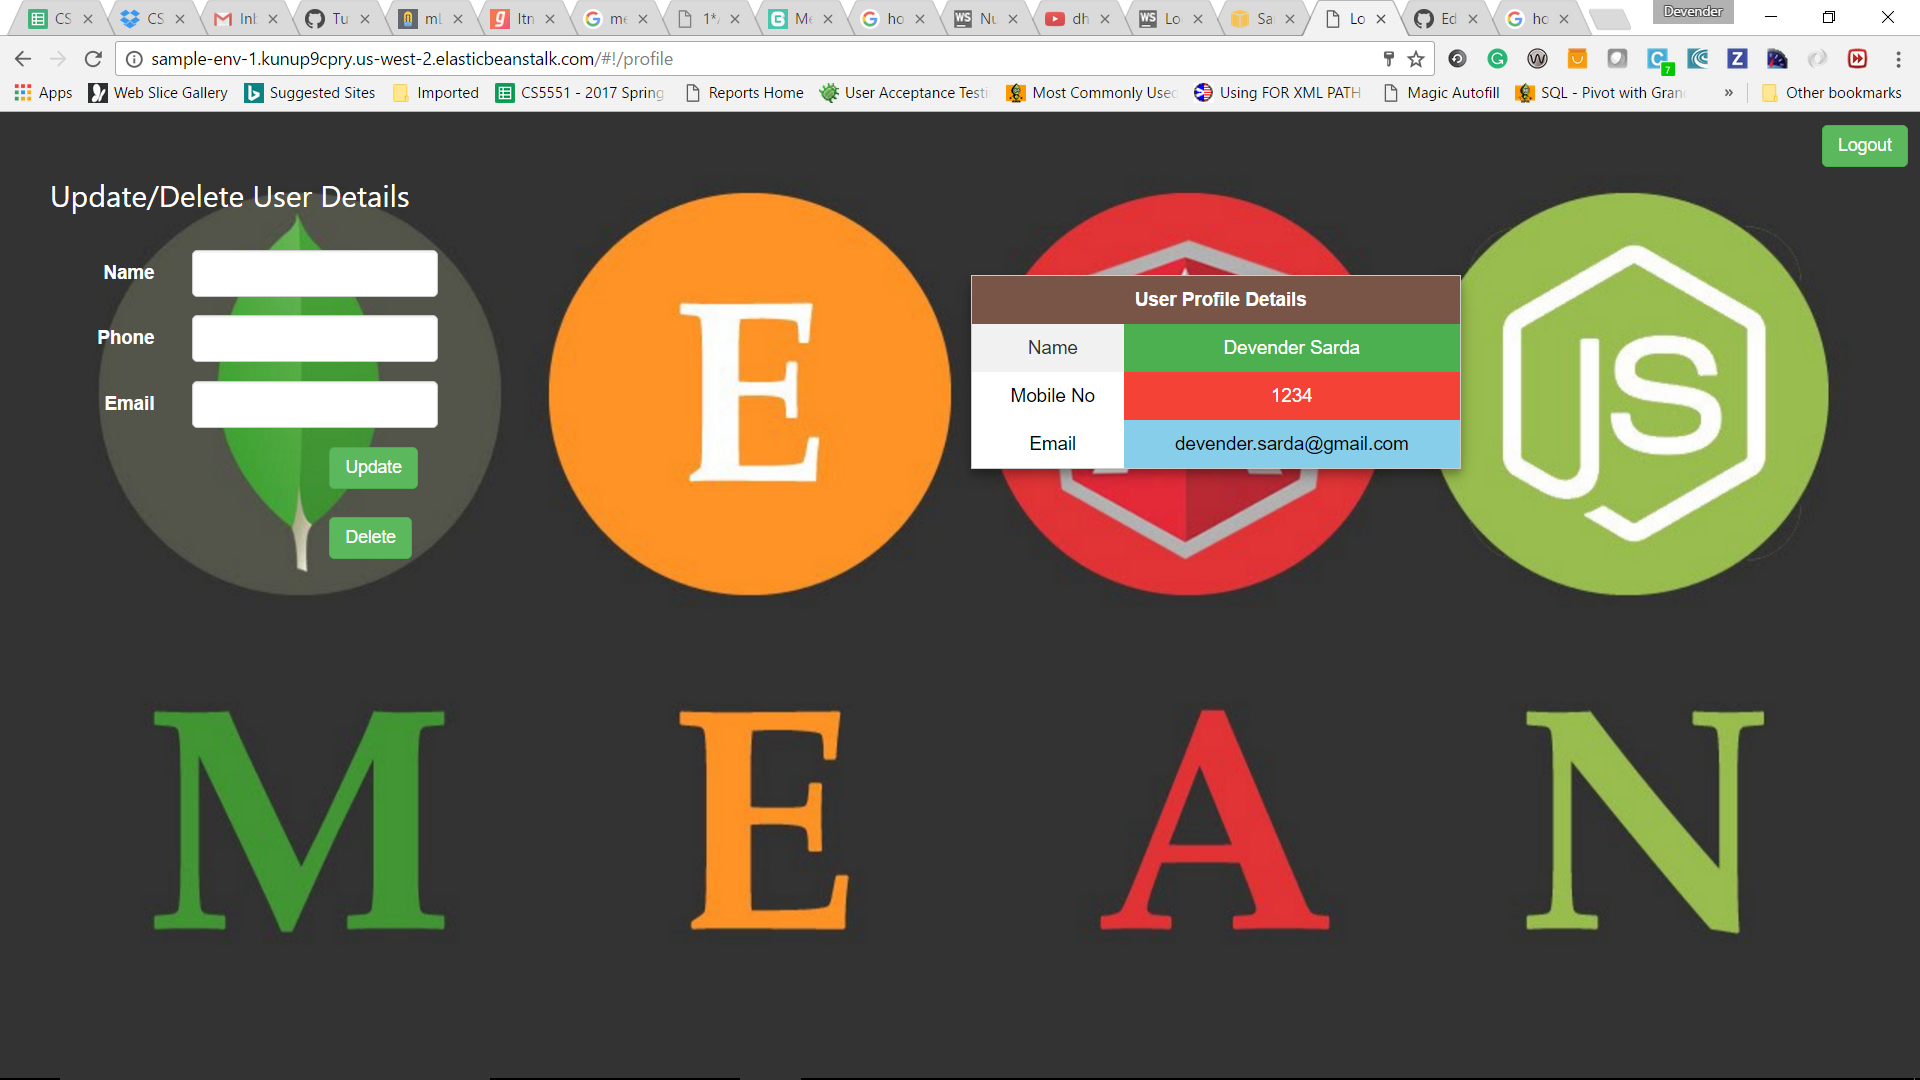 CS CS Inb Tu ml Itn me 1*, Me ho Nu dh Lo Sa Lo Ed ho Devender
sample-env-1.kunup9cpry.us-west-2.elasticbeanstalk.com/#!/profile
Apps Web Slice Gallery Suggested Sites Imported CS5551 - 2017 Spring Reports Home User Acceptance Testi Most Commonly Used Using FOR XML PATH Magic Autofill SQL - Pivot with Gran » Other bookmarks
Logout
Update/Delete User Details
Name
Phone
Email
Update
Delete
E
User Profile Details
Name Devender Sarda
Mobile No 1234
Email devender.sarda@gmail.com
JS
M E A N